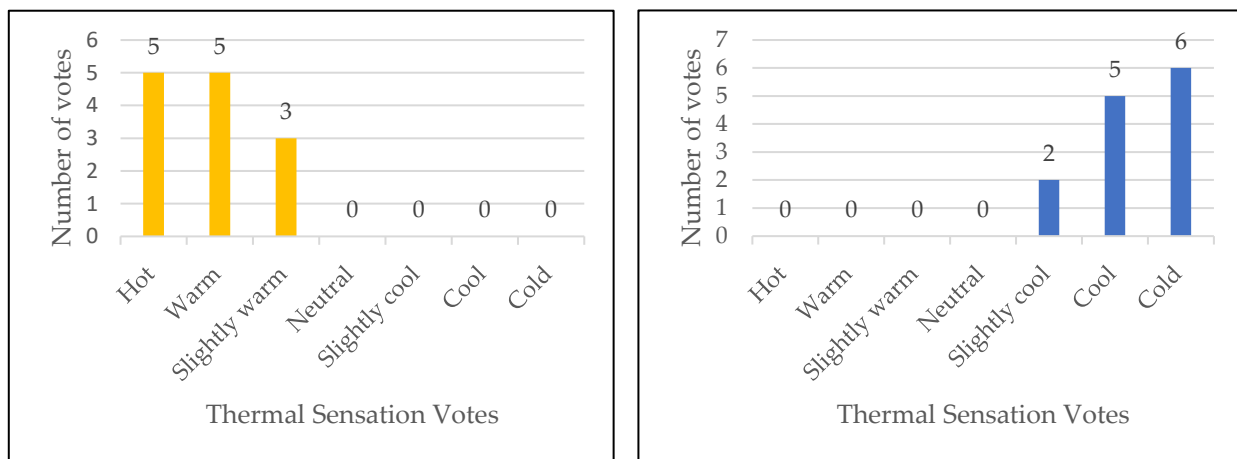 Number of votes
6
5
4
3
2
1
0
5
5
3
0
0
0
0
Hot
Warm
Slightly warm
Neutral
Slightly cool
Cool
Cold
Thermal Sensation Votes
Number of votes
7
6
5
4
3
2
1
0
0
0
0
0
2
5
6
Hot
Warm
Slightly warm
Neutral
Slightly cool
Cool
Cold
Thermal Sensation Votes